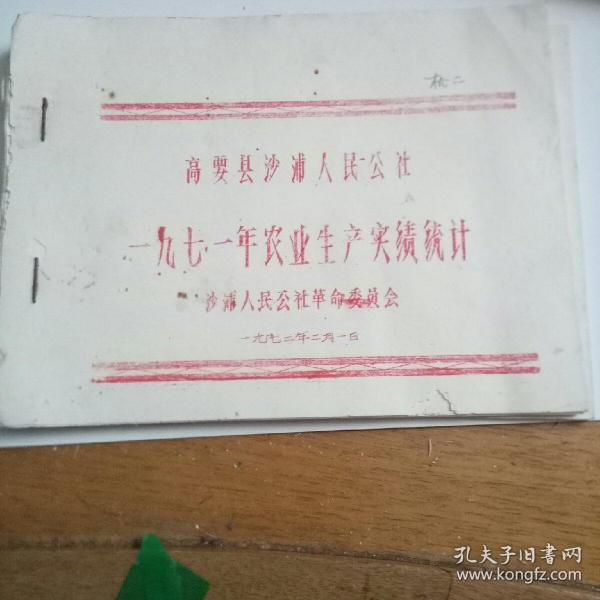 高要县沙浦人民公社
一九七一年农业生产实绩统计
沙浦人民公社革命委员会
一九七二年二月一日
孔夫子旧书网
www.kongfz.com